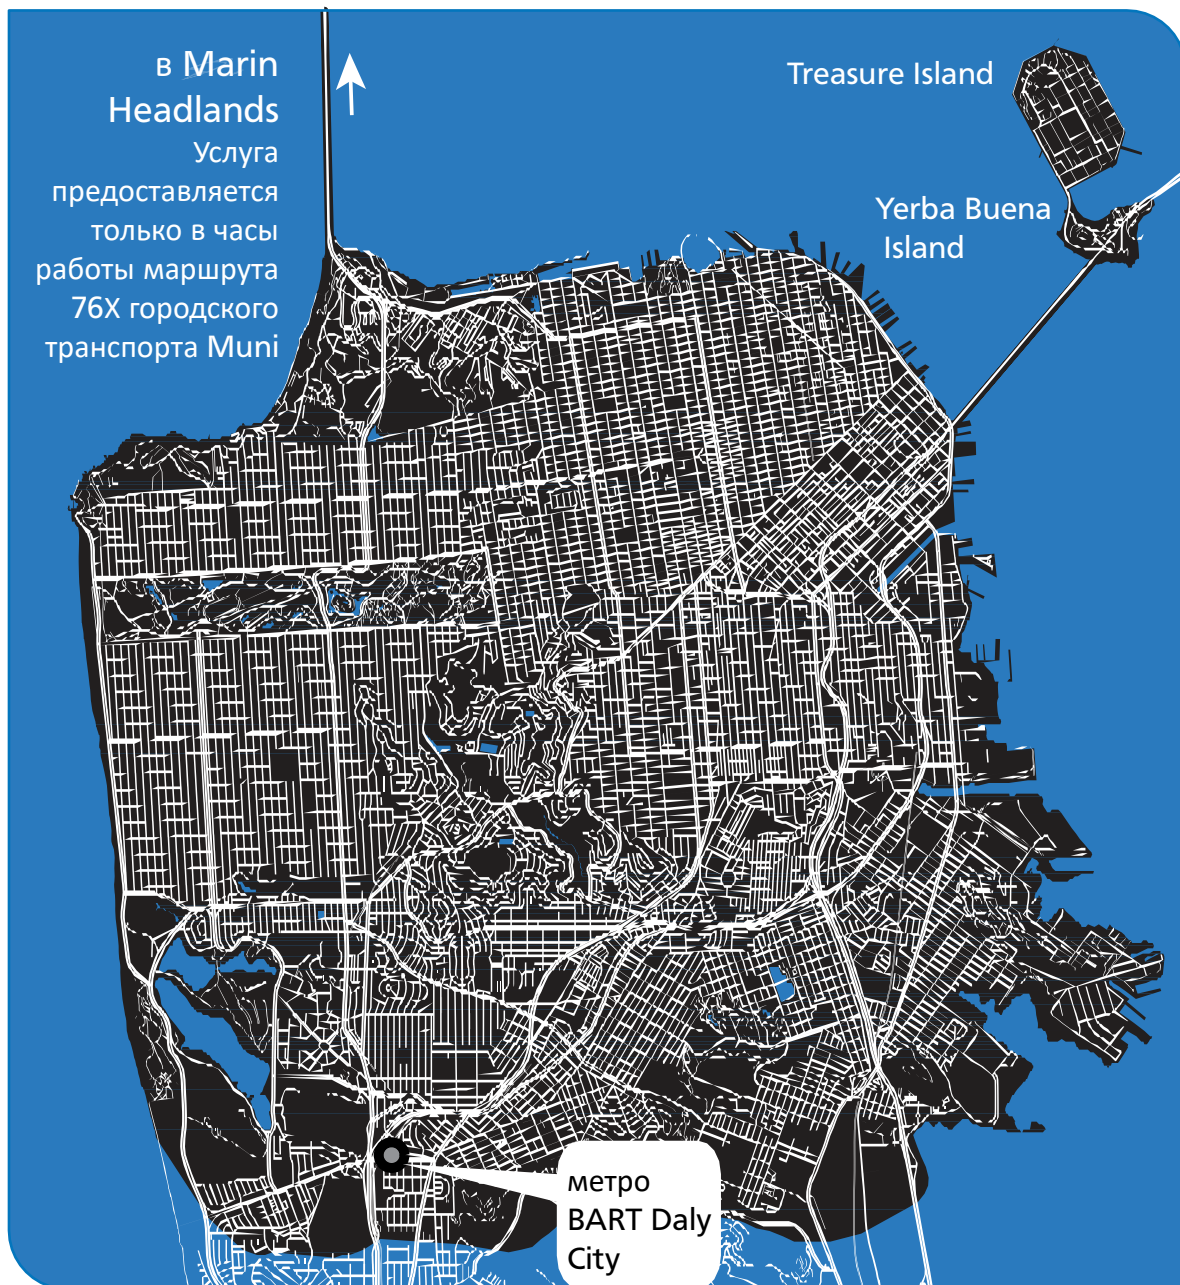 в Marin
Headlands
Услуга
предоставляется
только в часы
работы маршрута
76X городского
транспорта Muni
Treasure Island
Yerba Buena
Island
метро
BART Daly
City